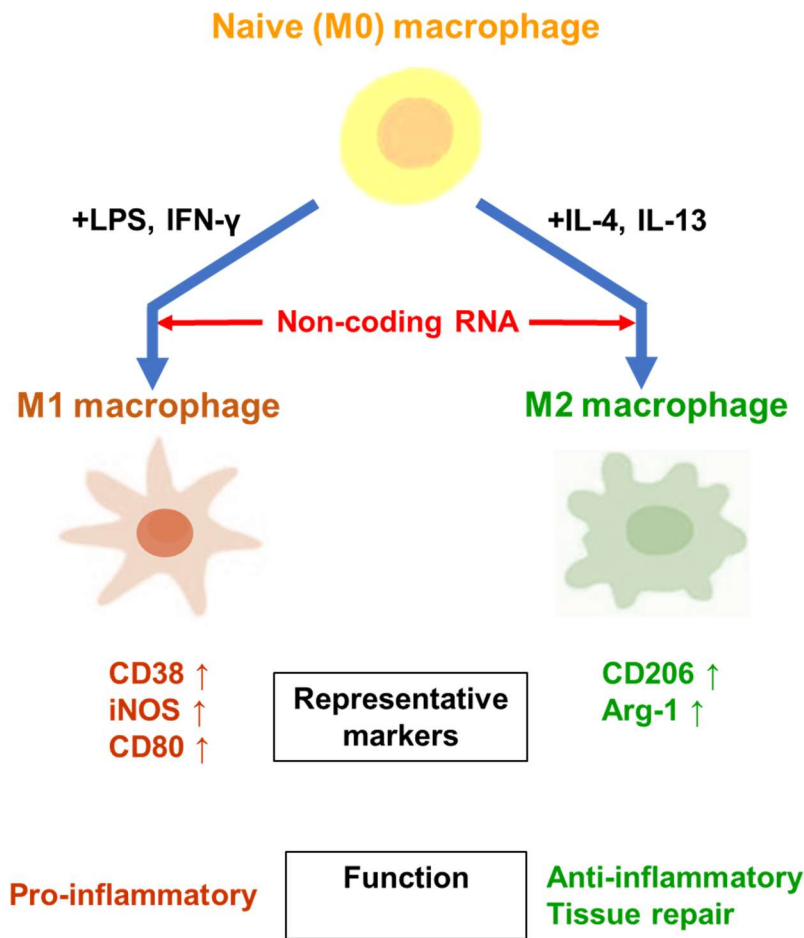 Naive (M0) macrophage
+LPS, IFN-γ
+IL-4, IL-13
Non-coding RNA
M1 macrophage
M2 macrophage
CD38 ↑
iNOS ↑
CD80 ↑
Representative
markers
CD206 ↑
Arg-1 ↑
Pro-inflammatory
Function
Anti-inflammatory
Tissue repair